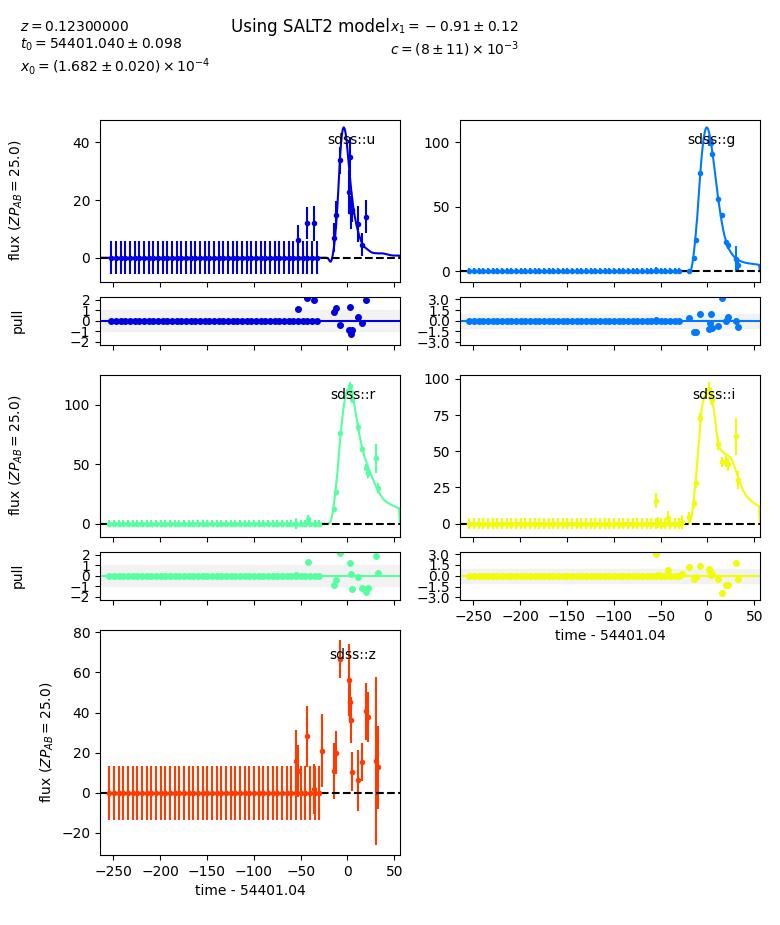 z = 0.12300000
t₀ = 54401.040 ± 0.098
x₀ = (1.682 ± 0.020) × 10⁻⁴
Using SALT2 model
x₁ = −0.91 ± 0.12
c = (8 ± 11) × 10⁻³
flux (ZP_AB = 25.0)
40
20
0
sdss::u
100
50
0
sdss::g
pull
2
1
0
−1
−2
3.0
1.5
0.0
−1.5
−3.0
flux (ZP_AB = 25.0)
100
50
0
sdss::r
100
75
50
25
0
sdss::i
pull
2
1
0
−1
−2
3.0
1.5
0.0
−1.5
−3.0
−250 −200 −150 −100 −50 0 50
time - 54401.04
flux (ZP_AB = 25.0)
80
60
40
20
0
−20
sdss::z
−250 −200 −150 −100 −50 0 50
time - 54401.04